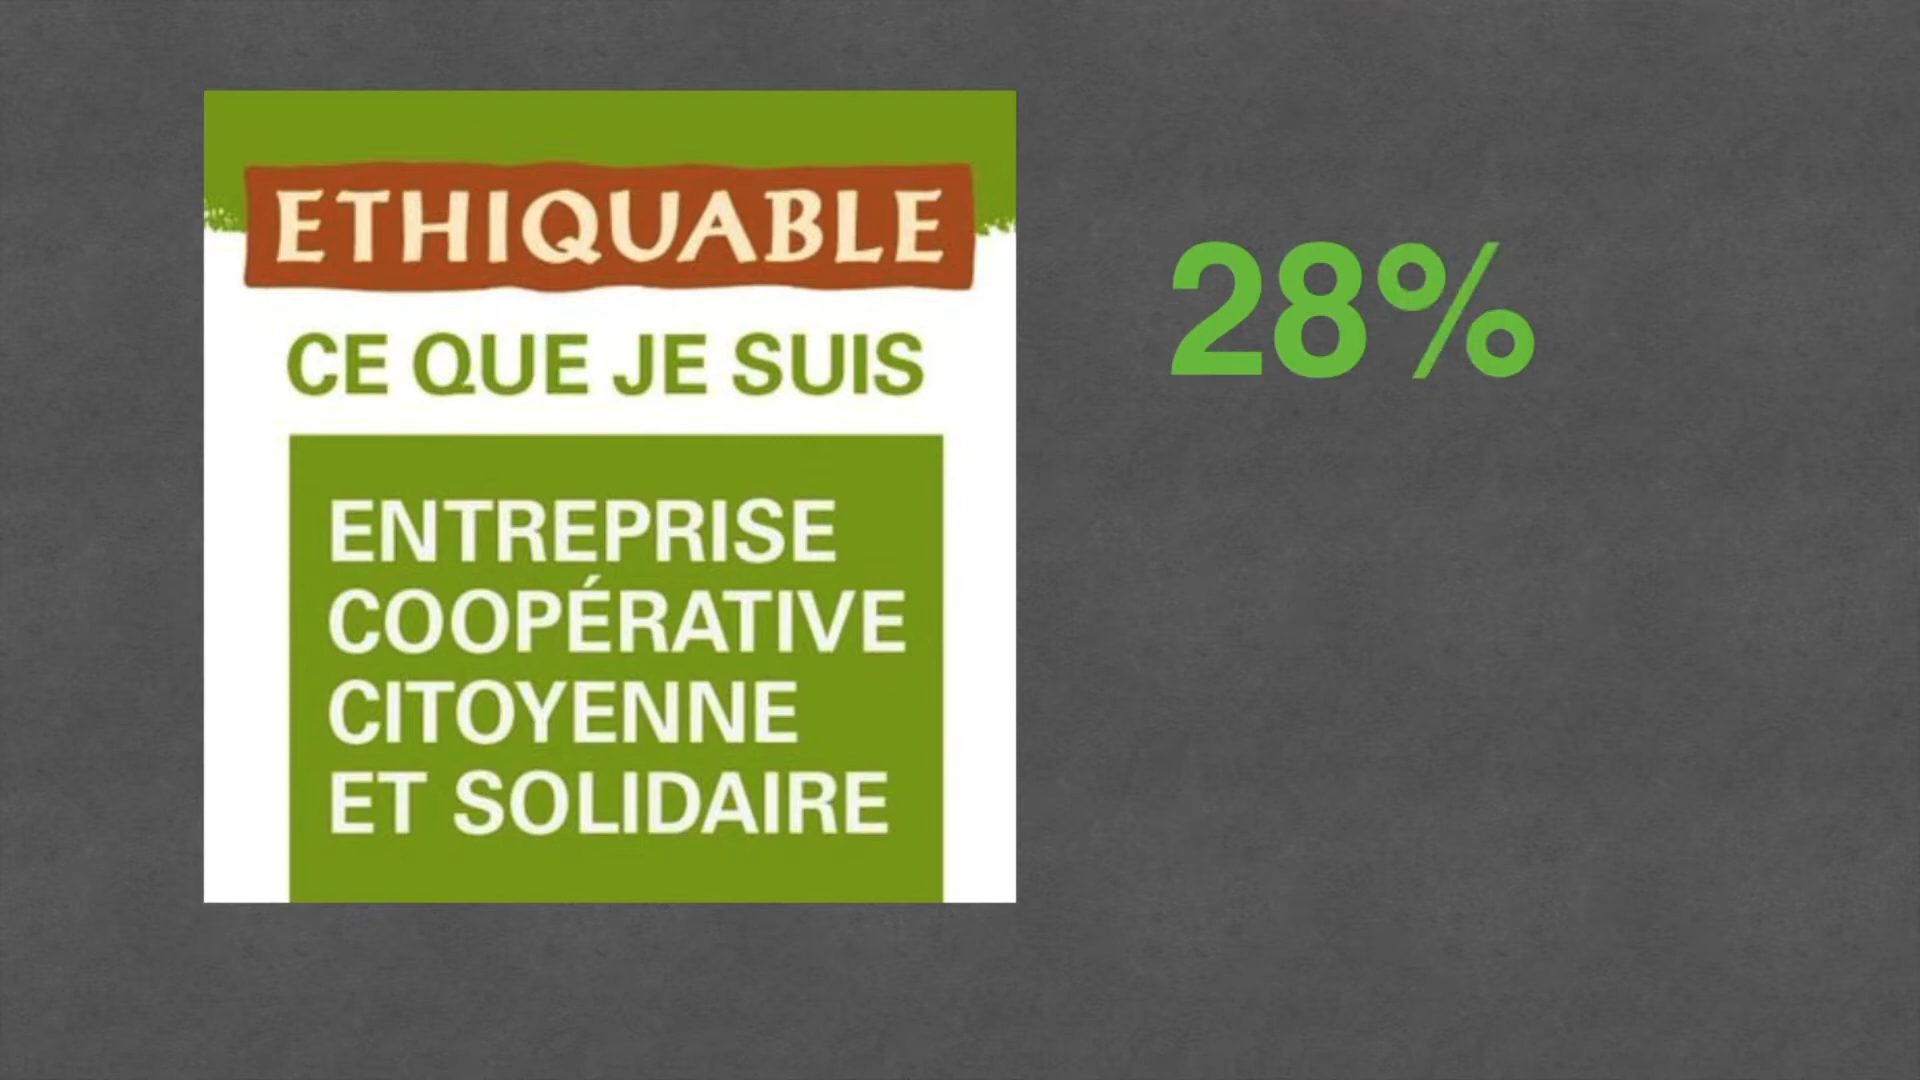 ETHIQUABLE
CE QUE JE SUIS
ENTREPRISE
COOPÉRATIVE
CITOYENNE
ET SOLIDAIRE
28%